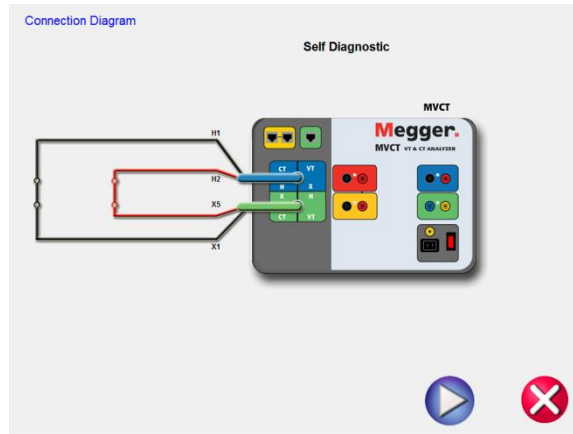 Connection Diagram
Self Diagnostic
MVCT
Megger.
MVCT VT & CT ANALYZER
H1
H2
X5
X1
CT VT
H X
X H
CT VT